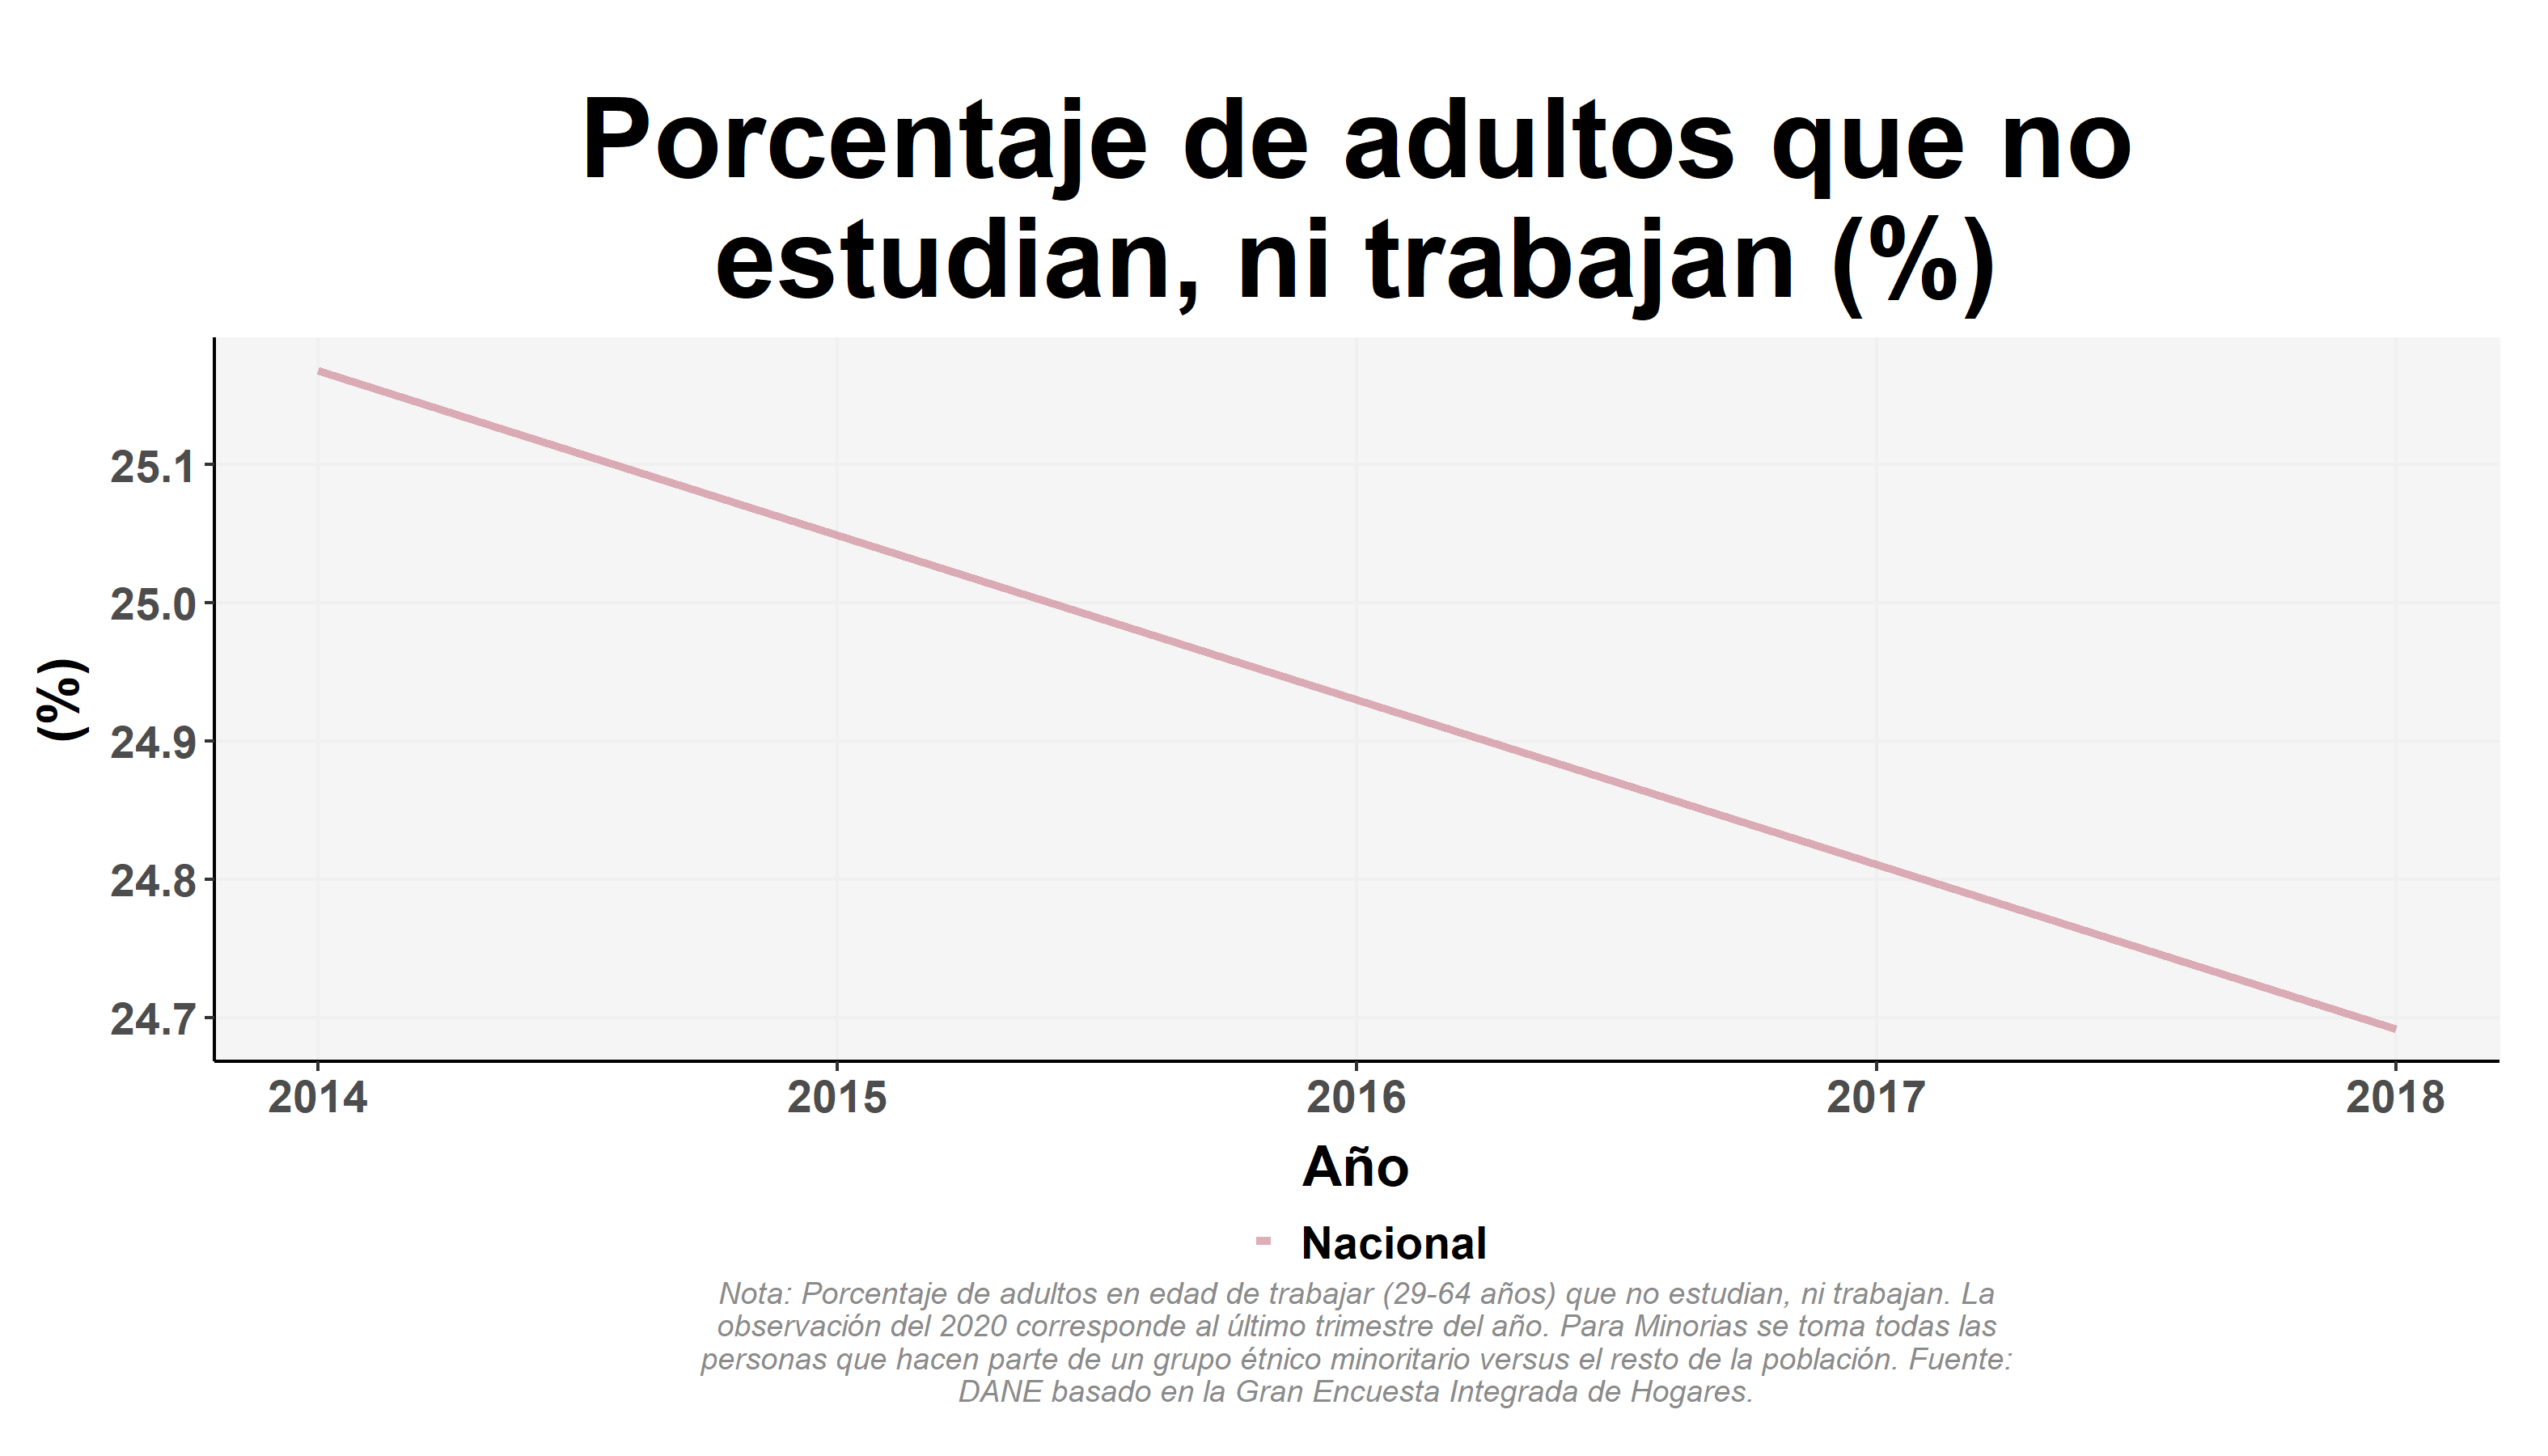 Porcentaje de adultos que no
estudian, ni trabajan (%)
(%)
25.1
25.0
24.9
24.8
24.7
2014 2015 2016 2017 2018
Año
Nacional
Nota: Porcentaje de adultos en edad de trabajar (29-64 años) que no estudian, ni trabajan. La
observación del 2020 corresponde al último trimestre del año. Para Minorias se toma todas las
personas que hacen parte de un grupo étnico minoritario versus el resto de la población. Fuente:
DANE basado en la Gran Encuesta Integrada de Hogares.